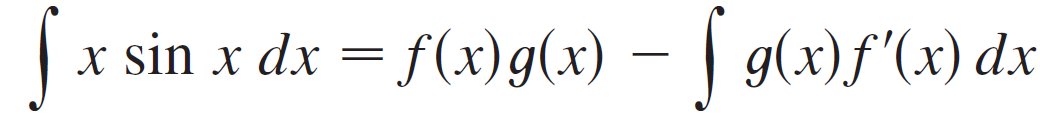 ∫ x sin x dx = f(x)g(x) − ∫ g(x)f′(x) dx